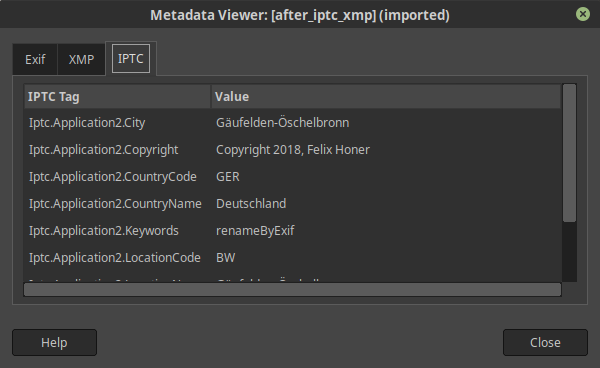 Metadata Viewer: [after_iptc_xmp] (imported)
Exif XMP IPTC
IPTC Tag Value
Iptc.Application2.City Gäufelden-Öschelbronn
Iptc.Application2.Copyright Copyright 2018, Felix Honer
Iptc.Application2.CountryCode GER
Iptc.Application2.CountryName Deutschland
Iptc.Application2.Keywords renameByExif
Iptc.Application2.LocationCode BW
Help Close